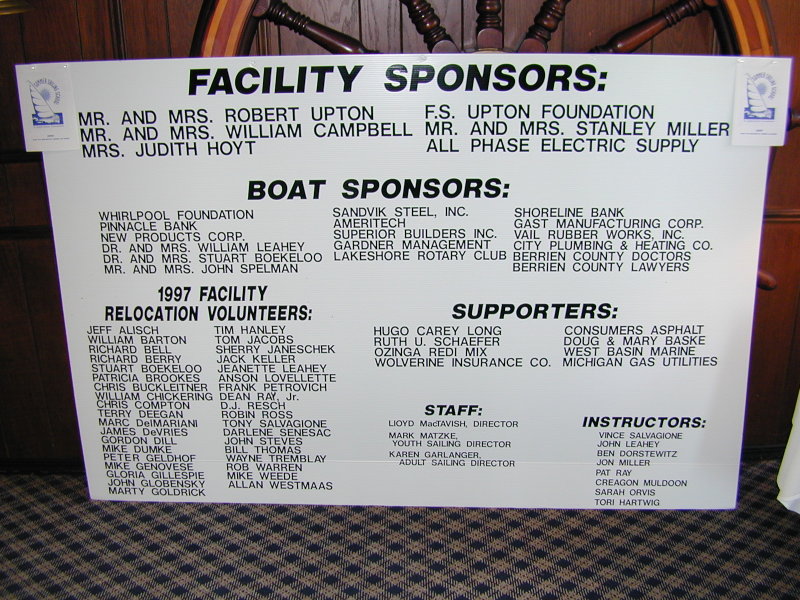 FACILITY SPONSORS:
MR. AND MRS. ROBERT UPTON
MR. AND MRS. WILLIAM CAMPBELL
MRS. JUDITH HOYT
F.S. UPTON FOUNDATION
MR. AND MRS. STANLEY MILLER
ALL PHASE ELECTRIC SUPPLY
BOAT SPONSORS:
WHIRLPOOL FOUNDATION
PINNACLE BANK
NEW PRODUCTS CORP.
DR. AND MRS. WILLIAM LEAHEY
DR. AND MRS. STUART BOEKELOO
MR. AND MRS. JOHN SPELMAN
SANDVIK STEEL, INC.
AMERITECH
SUPERIOR BUILDERS INC.
GARDNER MANAGEMENT
LAKESHORE ROTARY CLUB
SHORELINE BANK
GAST MANUFACTURING CORP.
VAIL RUBBER WORKS, INC.
CITY PLUMBING & HEATING CO.
BERRIEN COUNTY DOCTORS
BERRIEN COUNTY LAWYERS
1997 FACILITY
RELOCATION VOLUNTEERS:
JEFF ALISCH
WILLIAM BARTON
RICHARD BELL
RICHARD BERRY
STUART BOEKELOO
PATRICIA BROOKES
CHRIS BUCKLEITNER
WILLIAM CHICKERING
CHRIS COMPTON
TERRY DEEGAN
MARC DelMARIANI
JAMES DeVRIES
GORDON DILL
MIKE DUMKE
PETER GELDHOF
MIKE GENOVESE
GLORIA GILLESPIE
JOHN GLOBENSKY
MARTY GOLDRICK
TIM HANLEY
TOM JACOBS
SHERRY JANESCHEK
JACK KELLER
JEANETTE LEAHEY
ANSON LOVELLETTE
FRANK PETROVICH
DEAN RAY, Jr.
D.J. RESCH
ROBIN ROSS
TONY SALVAGIONE
DARLENE SENESAC
JOHN STEVES
BILL THOMAS
WAYNE TREMBLAY
ROB WARREN
MIKE WEEDE
ALLAN WESTMAAS
SUPPORTERS:
HUGO CAREY LONG
RUTH U. SCHAEFER
OZINGA REDI MIX
WOLVERINE INSURANCE CO.
CONSUMERS ASPHALT
DOUG & MARY BASKE
WEST BASIN MARINE
MICHIGAN GAS UTILITIES
STAFF:
LIOYD MacTAVISH, DIRECTOR
MARK MATZKE,
YOUTH SAILING DIRECTOR
KAREN GARLANGER,
ADULT SAILING DIRECTOR
INSTRUCTORS:
VINCE SALVAGIONE
JOHN LEAHEY
BEN DORSTEWITZ
JON MILLER
PAT RAY
CREAGON MULDOON
SARAH ORVIS
TORI HARTWIG